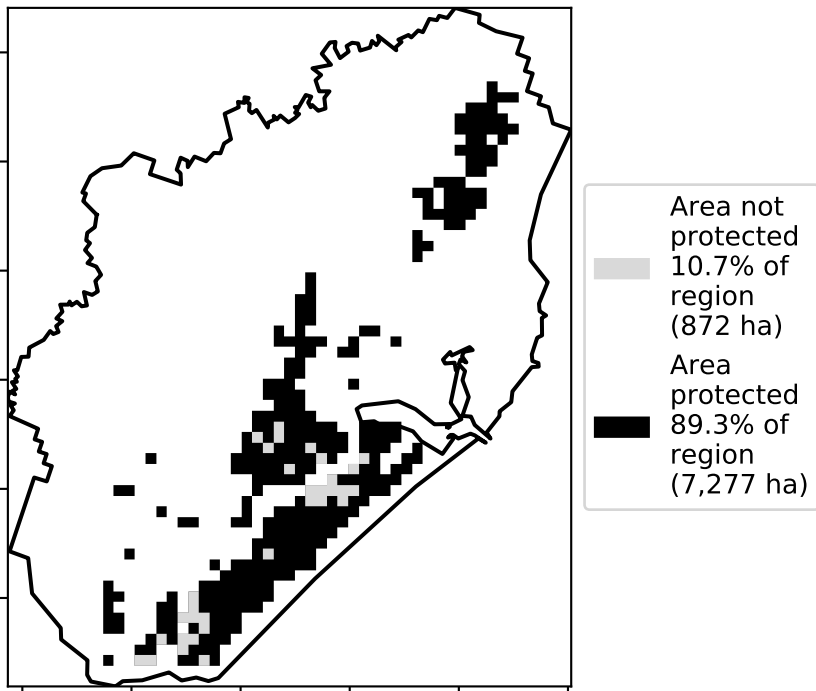 Area not
protected
10.7% of
region
(872 ha)
Area
protected
89.3% of
region
(7,277 ha)